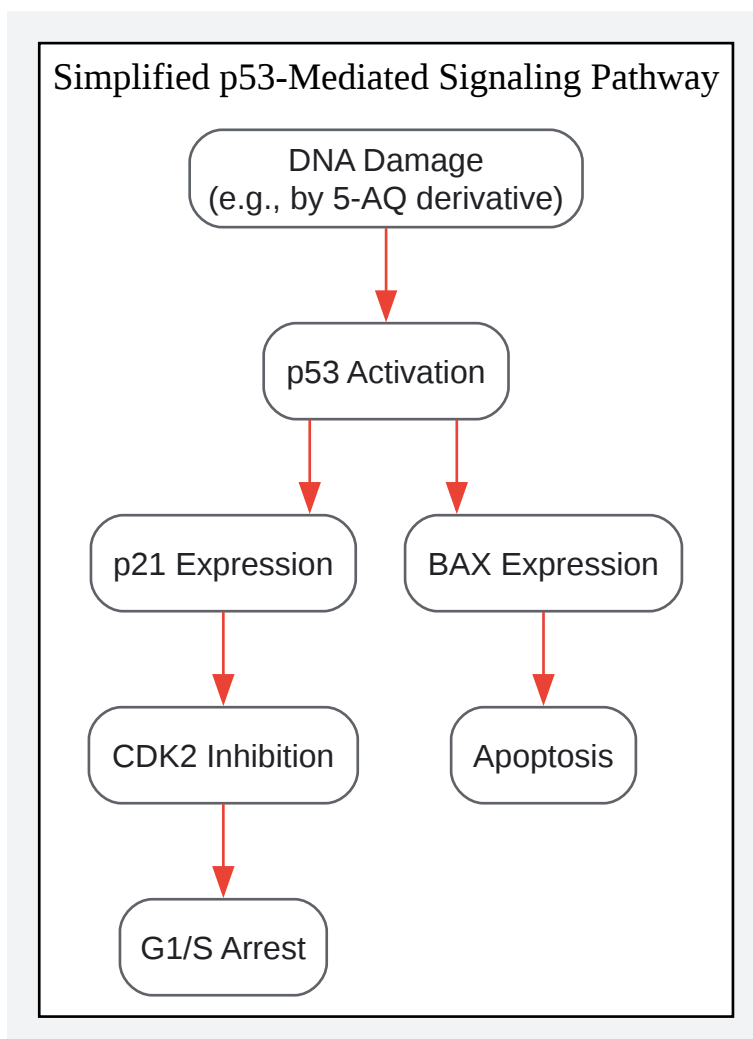 Simplified p53-Mediated Signaling Pathway
DNA Damage
(e.g., by 5-AQ derivative)
p53 Activation
p21 Expression
BAX Expression
CDK2 Inhibition
Apoptosis
G1/S Arrest